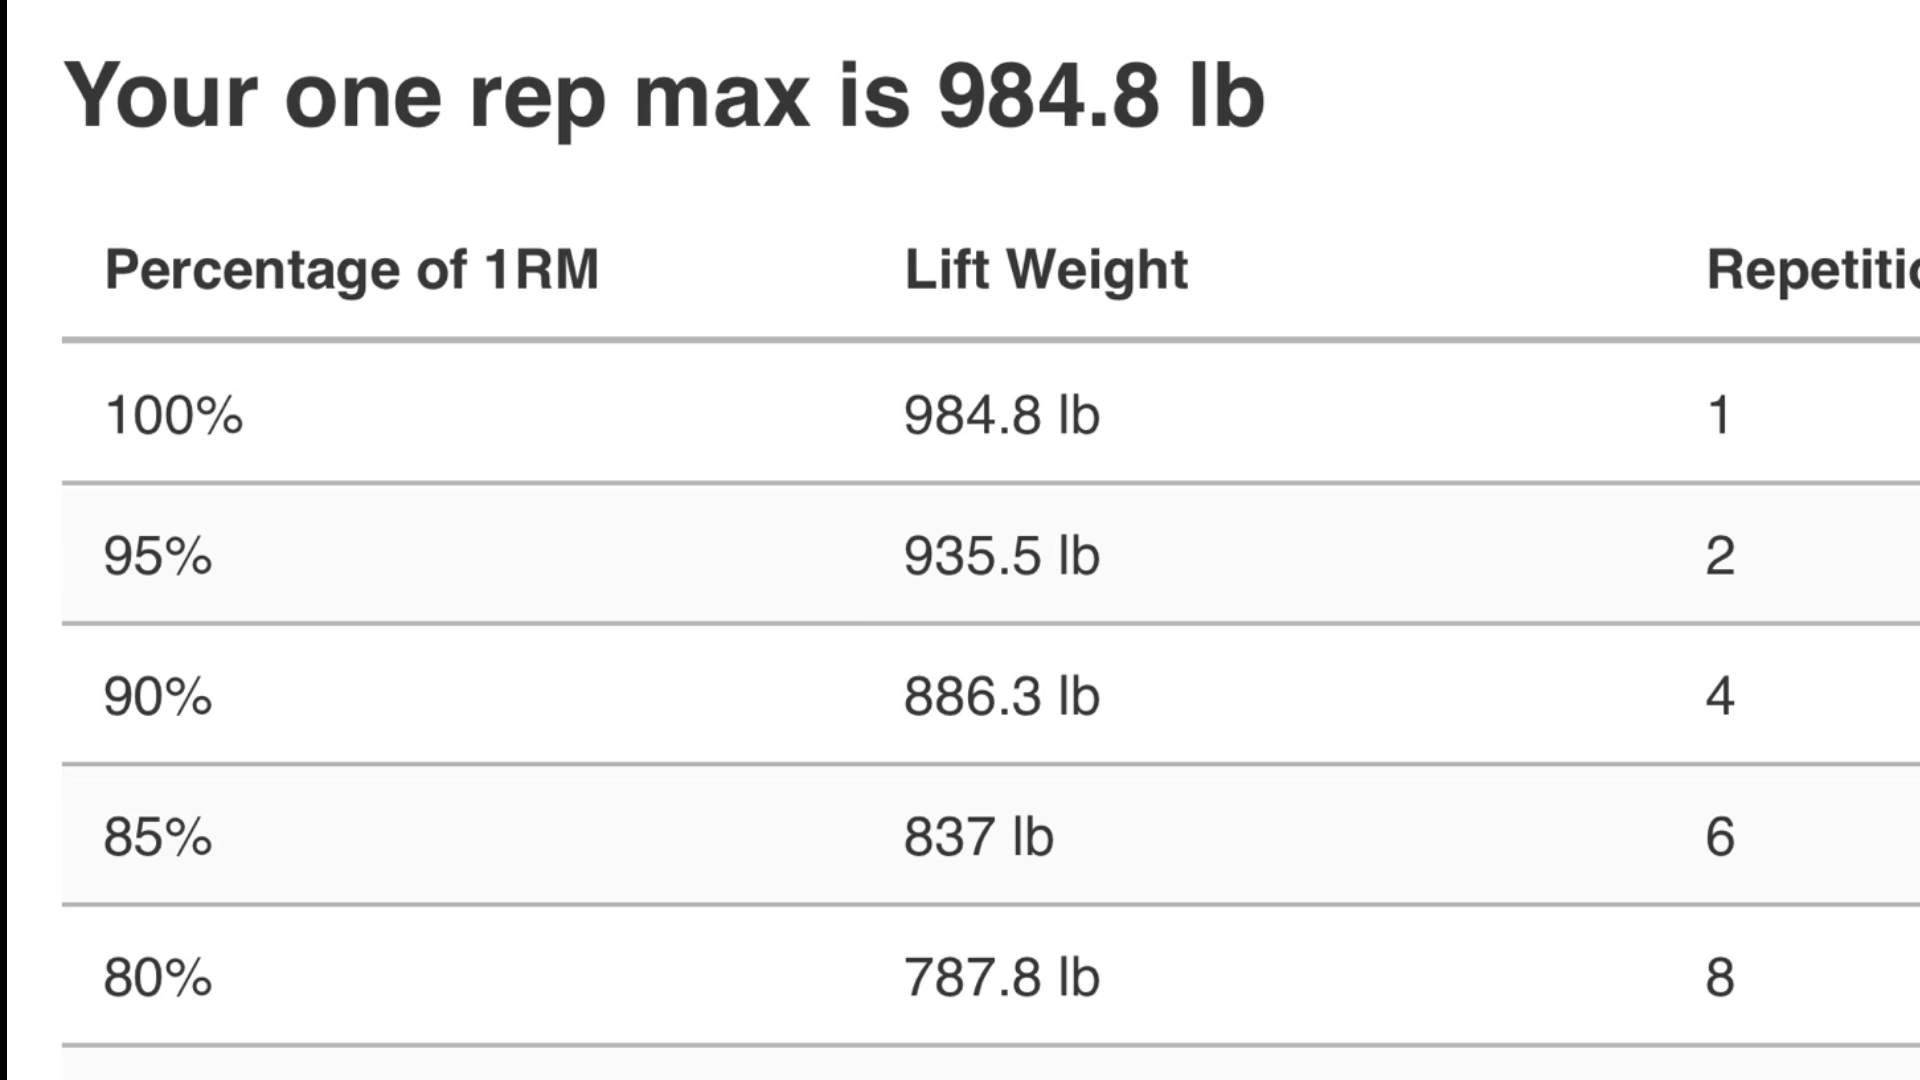 Your one rep max is 984.8 lb
Percentage of 1RM Lift Weight Repetitio
100% 984.8 lb 1
95% 935.5 lb 2
90% 886.3 lb 4
85% 837 lb 6
80% 787.8 lb 8